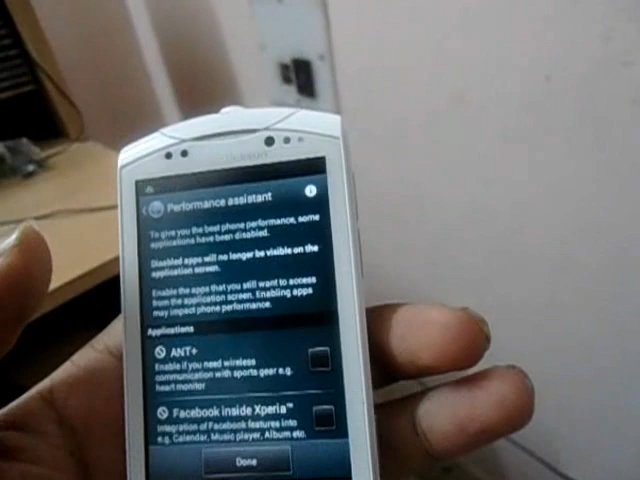 Performance assistant
To give you the best phone performance, some
applications have been disabled.
Disabled apps will no longer be visible on the
application screen.
Enable the apps that you still want to access
from the application screen. Enabling apps
may impact phone performance.
Applications
ANT+
Enable if you need wireless
communication with sports gear e.g.
heart monitor
Facebook inside Xperia™
Integration of Facebook features into
e.g. Calendar, Music player, Album etc.
Done